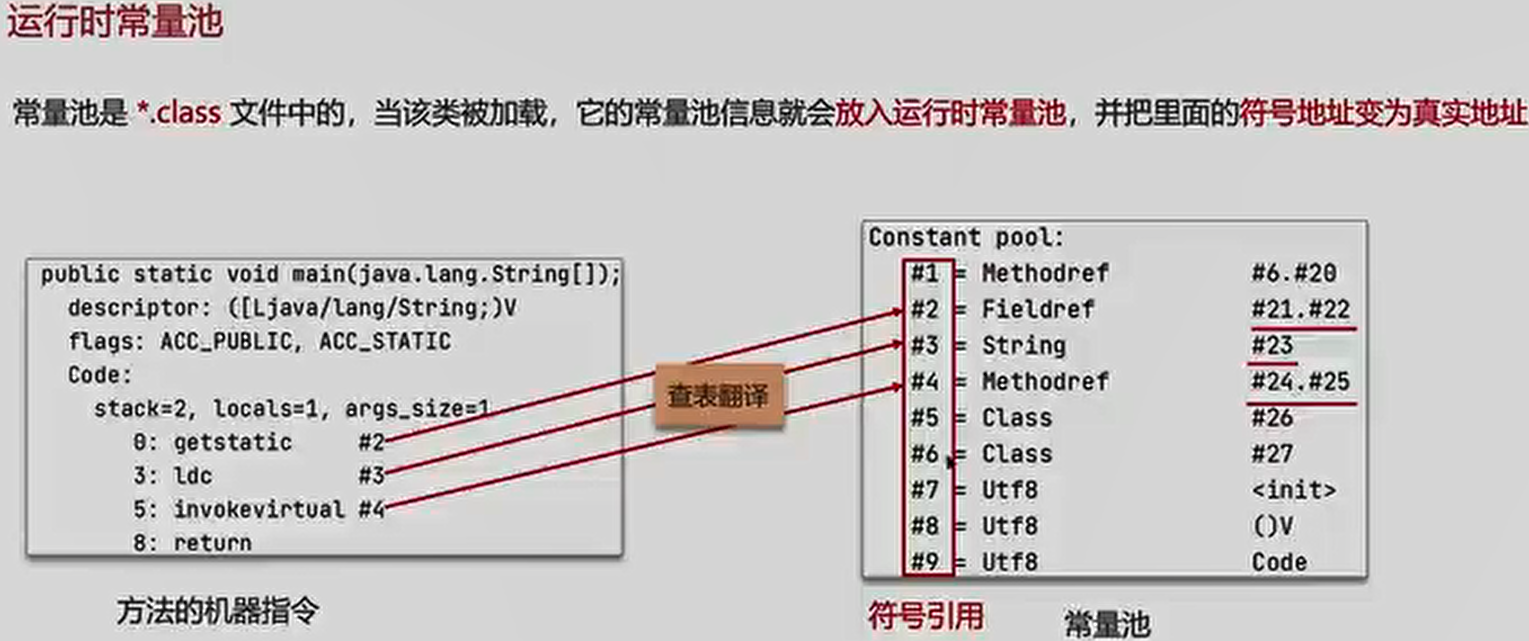 运行时常量池
常量池是 *.class 文件中的，当该类被加载，它的常量池信息就会放入运行时常量池，并把里面的符号地址变为真实地址
public static void main(java.lang.String[]);
descriptor: ([Ljava/lang/String;)V
flags: ACC_PUBLIC, ACC_STATIC
Code:
stack=2, locals=1, args_size=1
0: getstatic #2
3: ldc #3
5: invokevirtual #4
8: return
方法的机器指令
查表翻译
Constant pool:
#1 = Methodref #6.#20
#2 = Fieldref #21.#22
#3 = String #23
#4 = Methodref #24.#25
#5 = Class #26
#6 = Class #27
#7 = Utf8 <init>
#8 = Utf8 ()V
#9 = Utf8 Code
符号引用
常量池